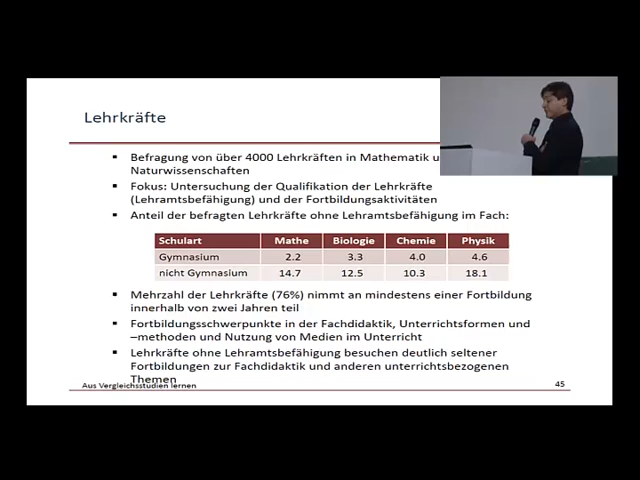 Lehrkräfte
Befragung von über 4000 Lehrkräften in Mathematik u
Naturwissenschaften
Fokus: Untersuchung der Qualifikation der Lehrkräfte
(Lehramtsbefähigung) und der Fortbildungsaktivitäten
Anteil der befragten Lehrkräfte ohne Lehramtsbefähigung im Fach:
Schulart Mathe Biologie Chemie Physik
Gymnasium 2.2 3.3 4.0 4.6
nicht Gymnasium 14.7 12.5 10.3 18.1
Mehrzahl der Lehrkräfte (76%) nimmt an mindestens einer Fortbildung
innerhalb von zwei Jahren teil
Fortbildungsschwerpunkte in der Fachdidaktik, Unterrichtsformen und
–methoden und Nutzung von Medien im Unterricht
Lehrkräfte ohne Lehramtsbefähigung besuchen deutlich seltener
Fortbildungen zur Fachdidaktik und anderen unterrichtsbezogenen
Themen
Aus Vergleichsstudien lernen 45